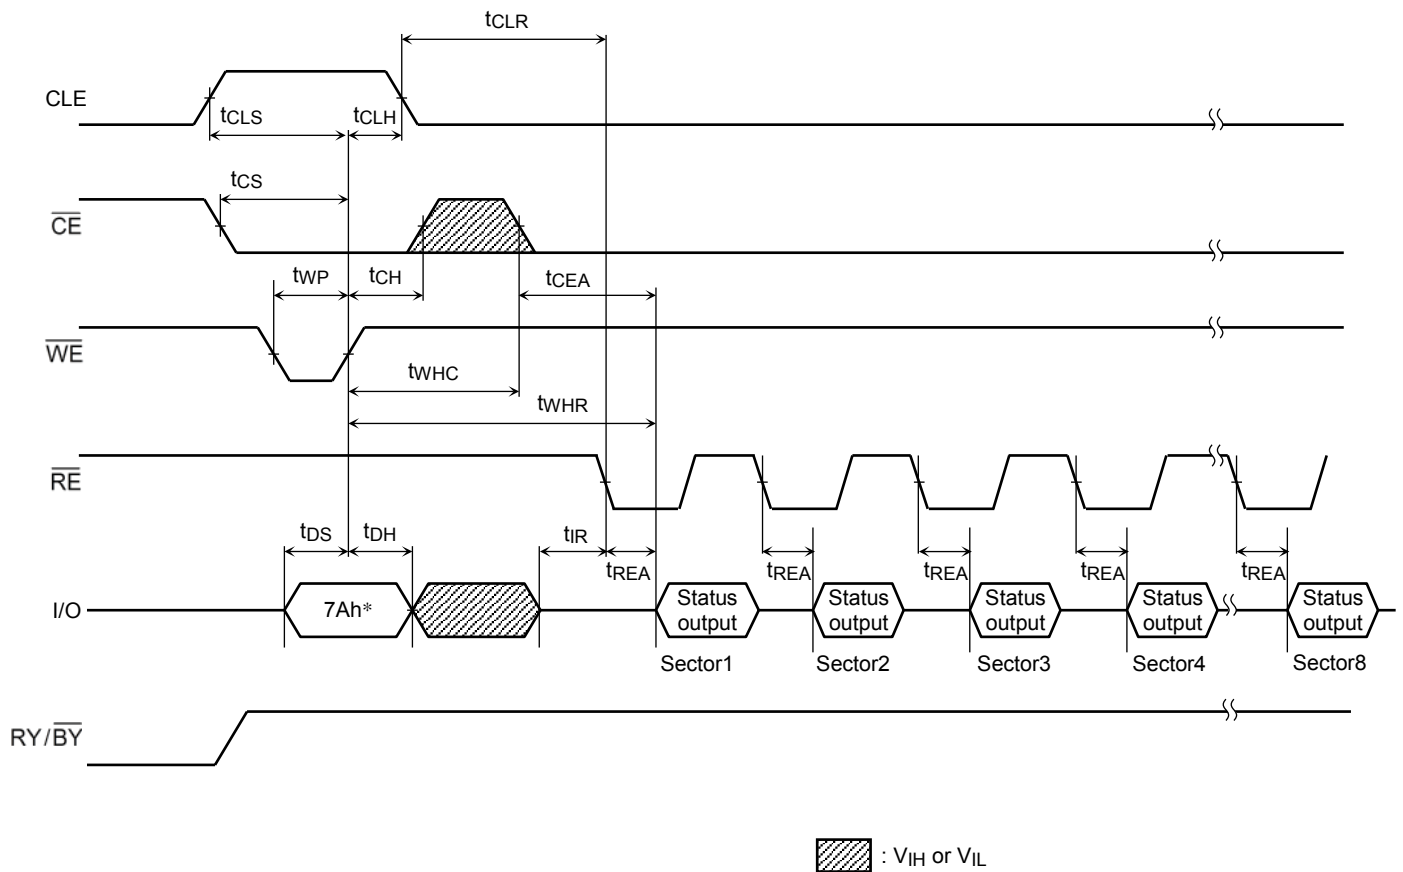 tCLR
CLE
tCLS
tCLH
tCS
CE
tWP
tCH
tCEA
WE
tWHC
tWHR
RE
tDS
tDH
tIR
tREA
tREA
tREA
tREA
tREA
I/O
7Ah*
Status output
Status output
Status output
Status output
Status output
Sector1
Sector2
Sector3
Sector4
Sector8
RY/BY
: VIH or VIL